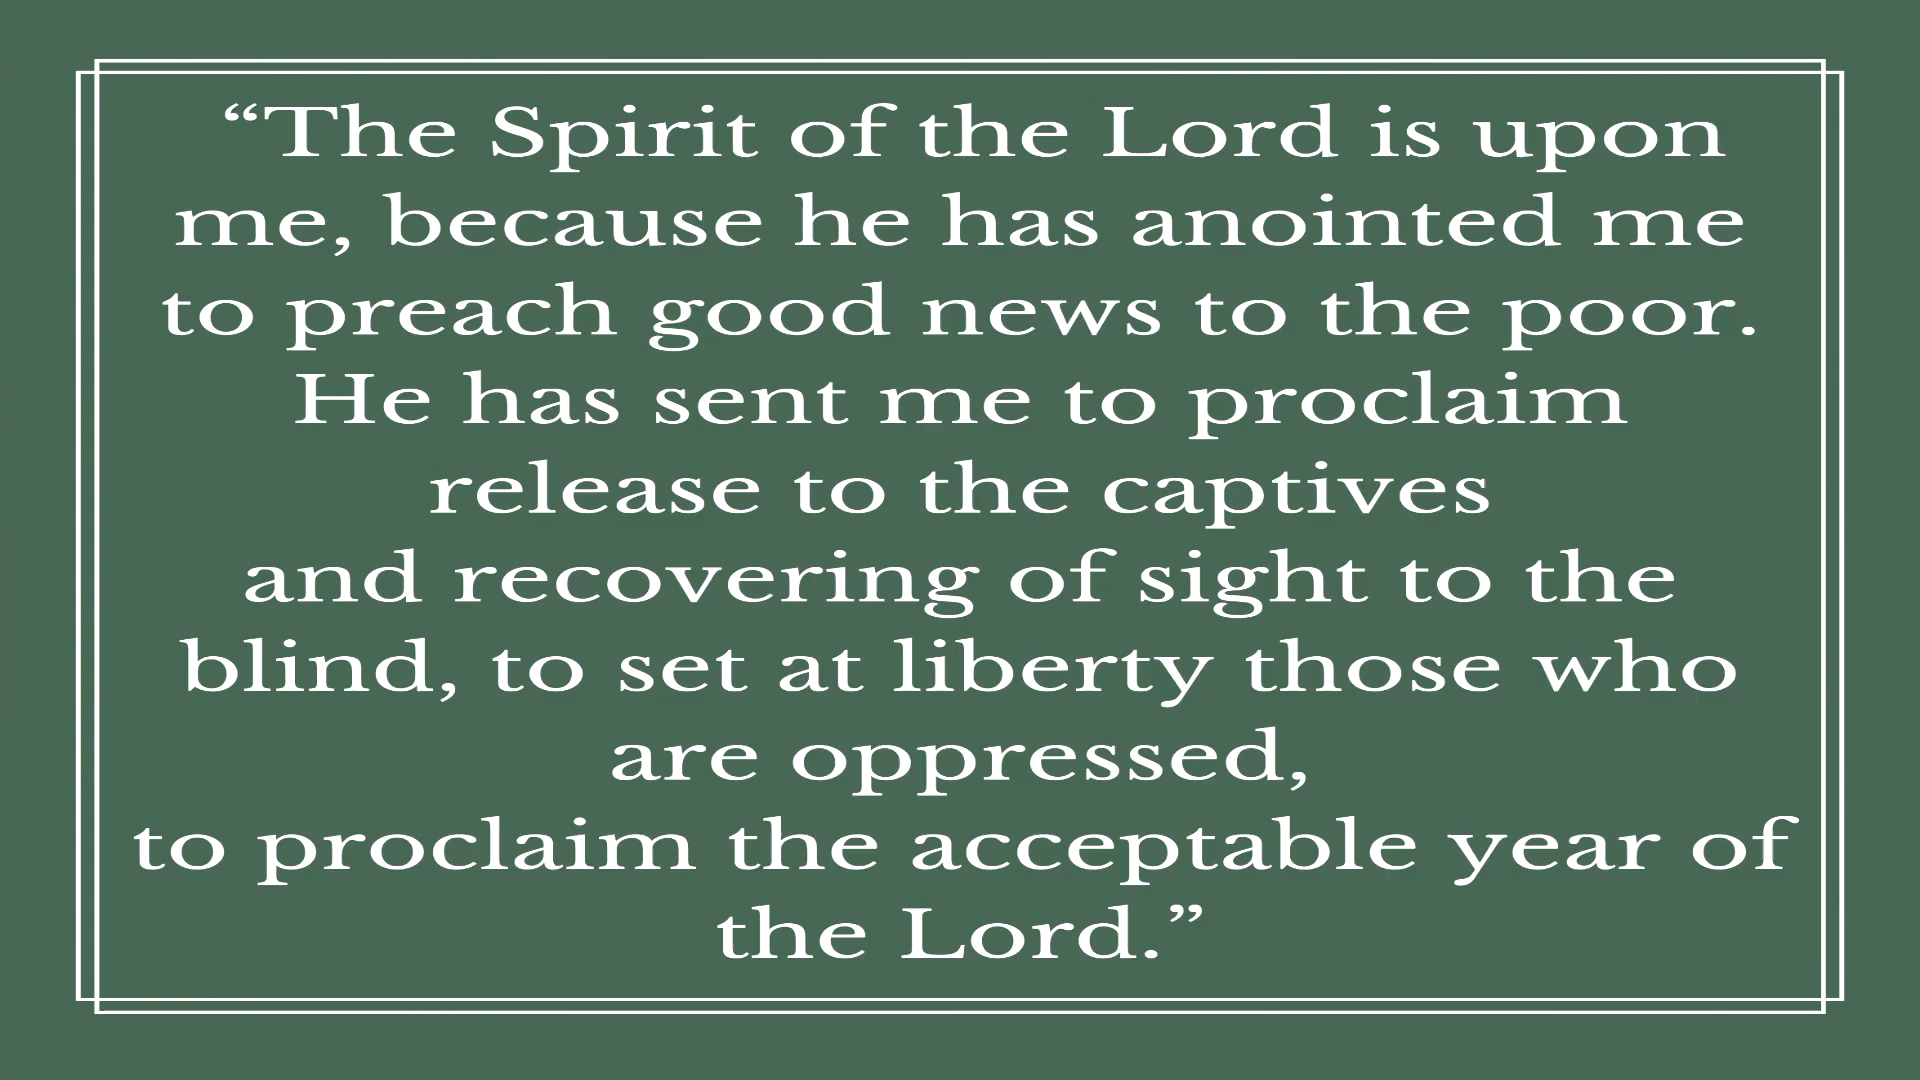 “The Spirit of the Lord is upon
me, because he has anointed me
to preach good news to the poor.
He has sent me to proclaim
release to the captives
and recovering of sight to the
blind, to set at liberty those who
are oppressed,
to proclaim the acceptable year of
the Lord.”